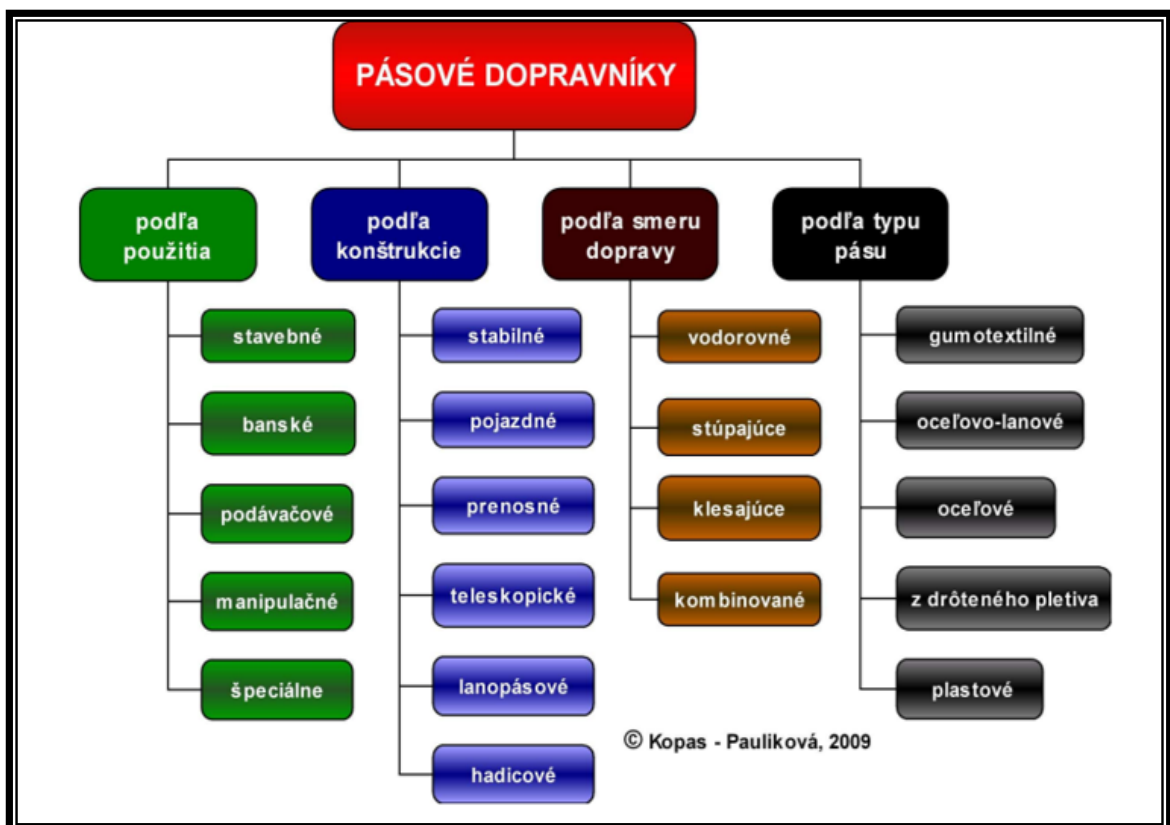 PÁSOVÉ DOPRAVNÍKY
podľa
použitia
stavebné
banské
podávačové
manipulačné
špeciálne
podľa
konštrukcie
stabilné
pojazdné
prenosné
teleskopické
lanopásové
hadicové
podľa smeru
dopravy
vodorovné
stúpajúce
klesajúce
kombinované
podľa typu
pásu
gumotextilné
oceľovo-lanové
oceľové
z drôteného pletiva
plastové
© Kopas - Pauliková, 2009